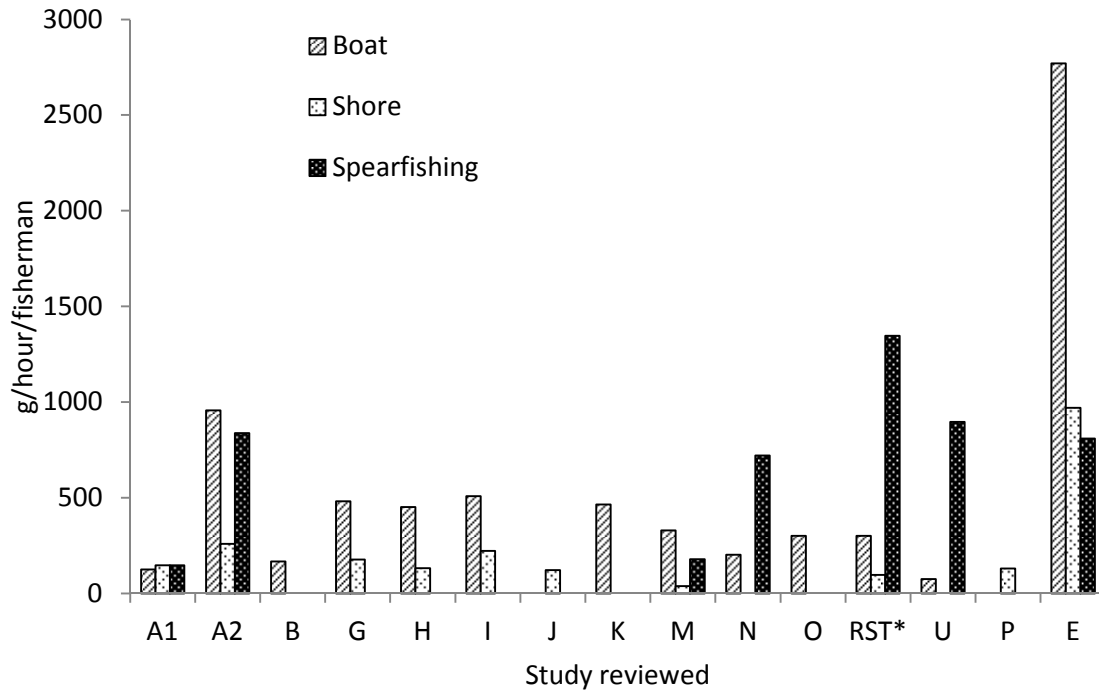 3000
2500
2000
1500
1000
500
0
g/hour/fisherman
Boat
Shore
Spearfishing
A1 A2 B G H I J K M N O RST* U P E
Study reviewed